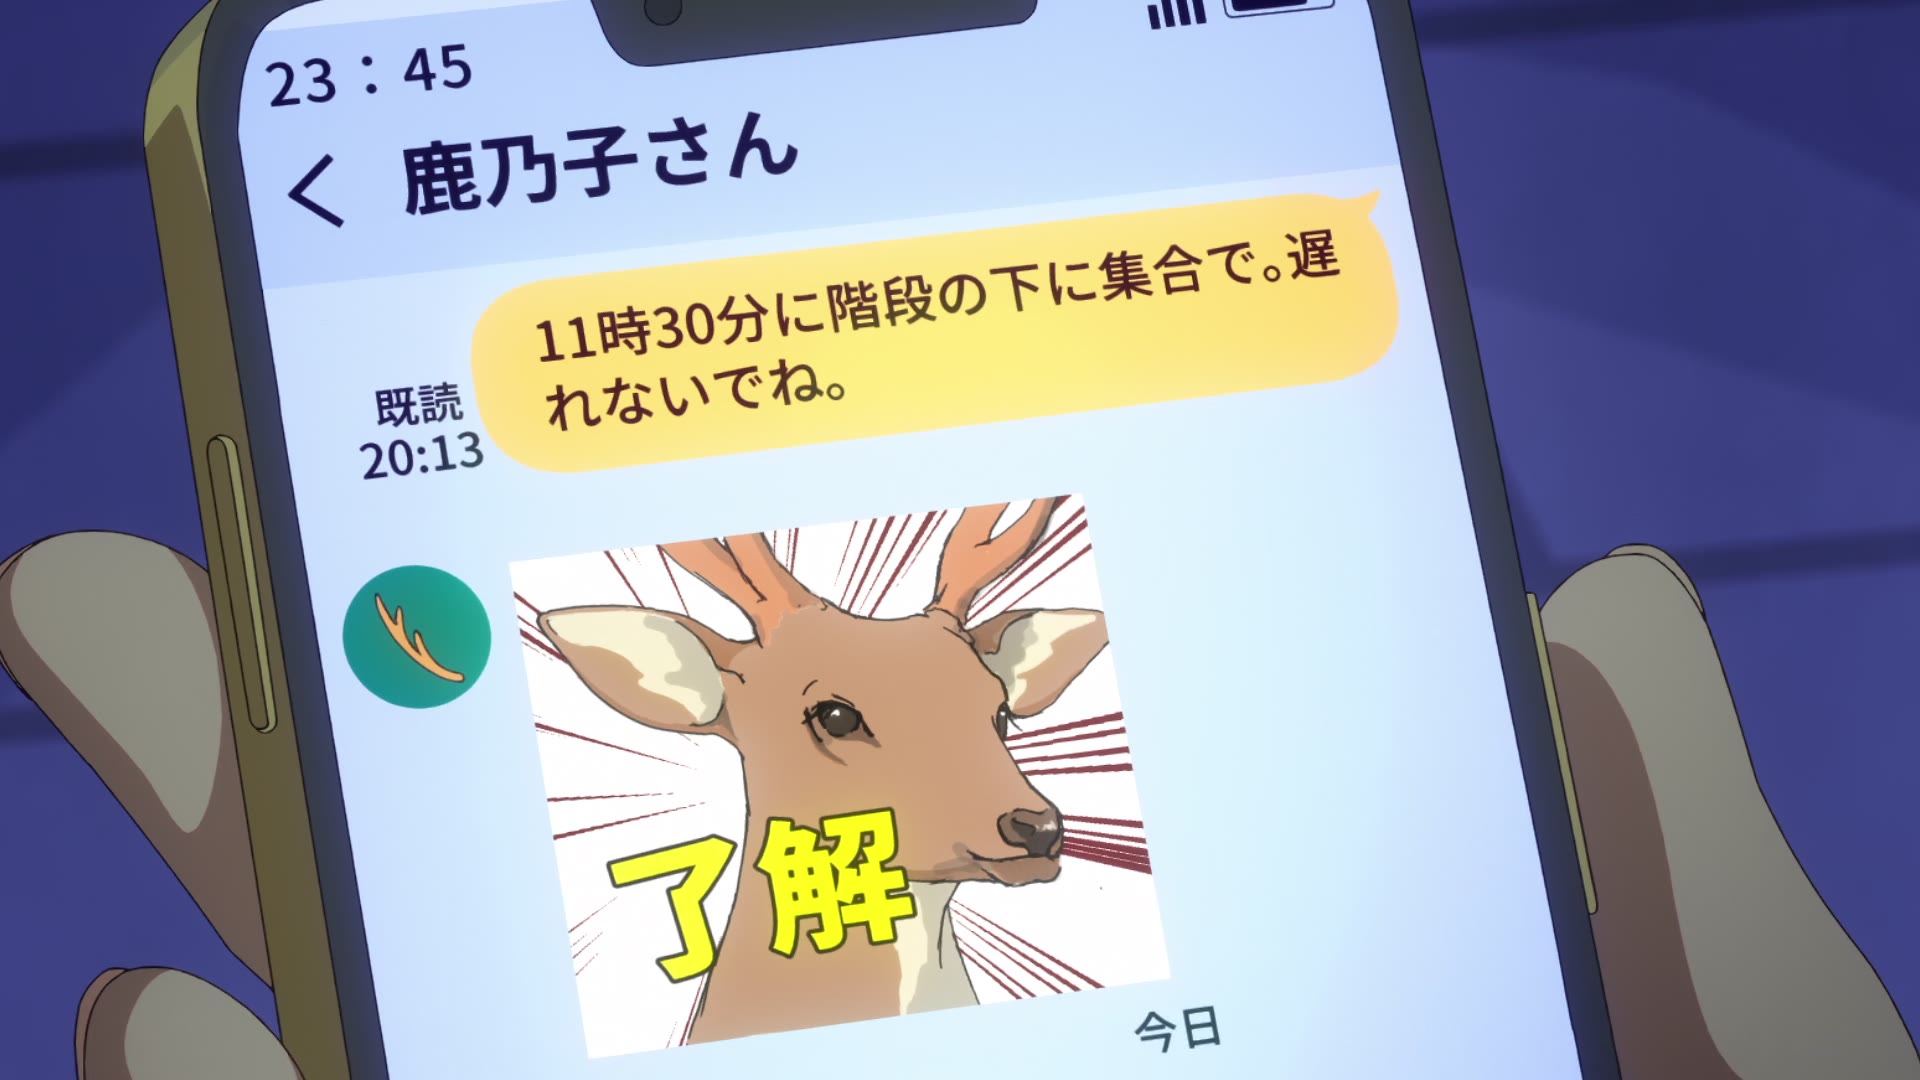 23：45
鹿乃子さん
11時30分に階段の下に集合で。遅
れないでね。
既読
20:13
了解
今日